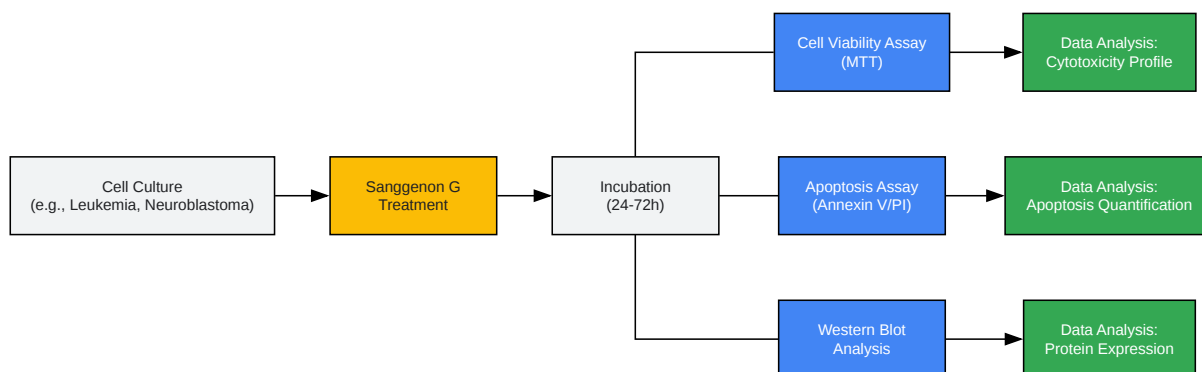 Cell Culture
(e.g., Leukemia, Neuroblastoma)
Sanggenon G
Treatment
Incubation
(24-72h)
Cell Viability Assay
(MTT)
Data Analysis:
Cytotoxicity Profile
Apoptosis Assay
(Annexin V/PI)
Data Analysis:
Apoptosis Quantification
Western Blot
Analysis
Data Analysis:
Protein Expression